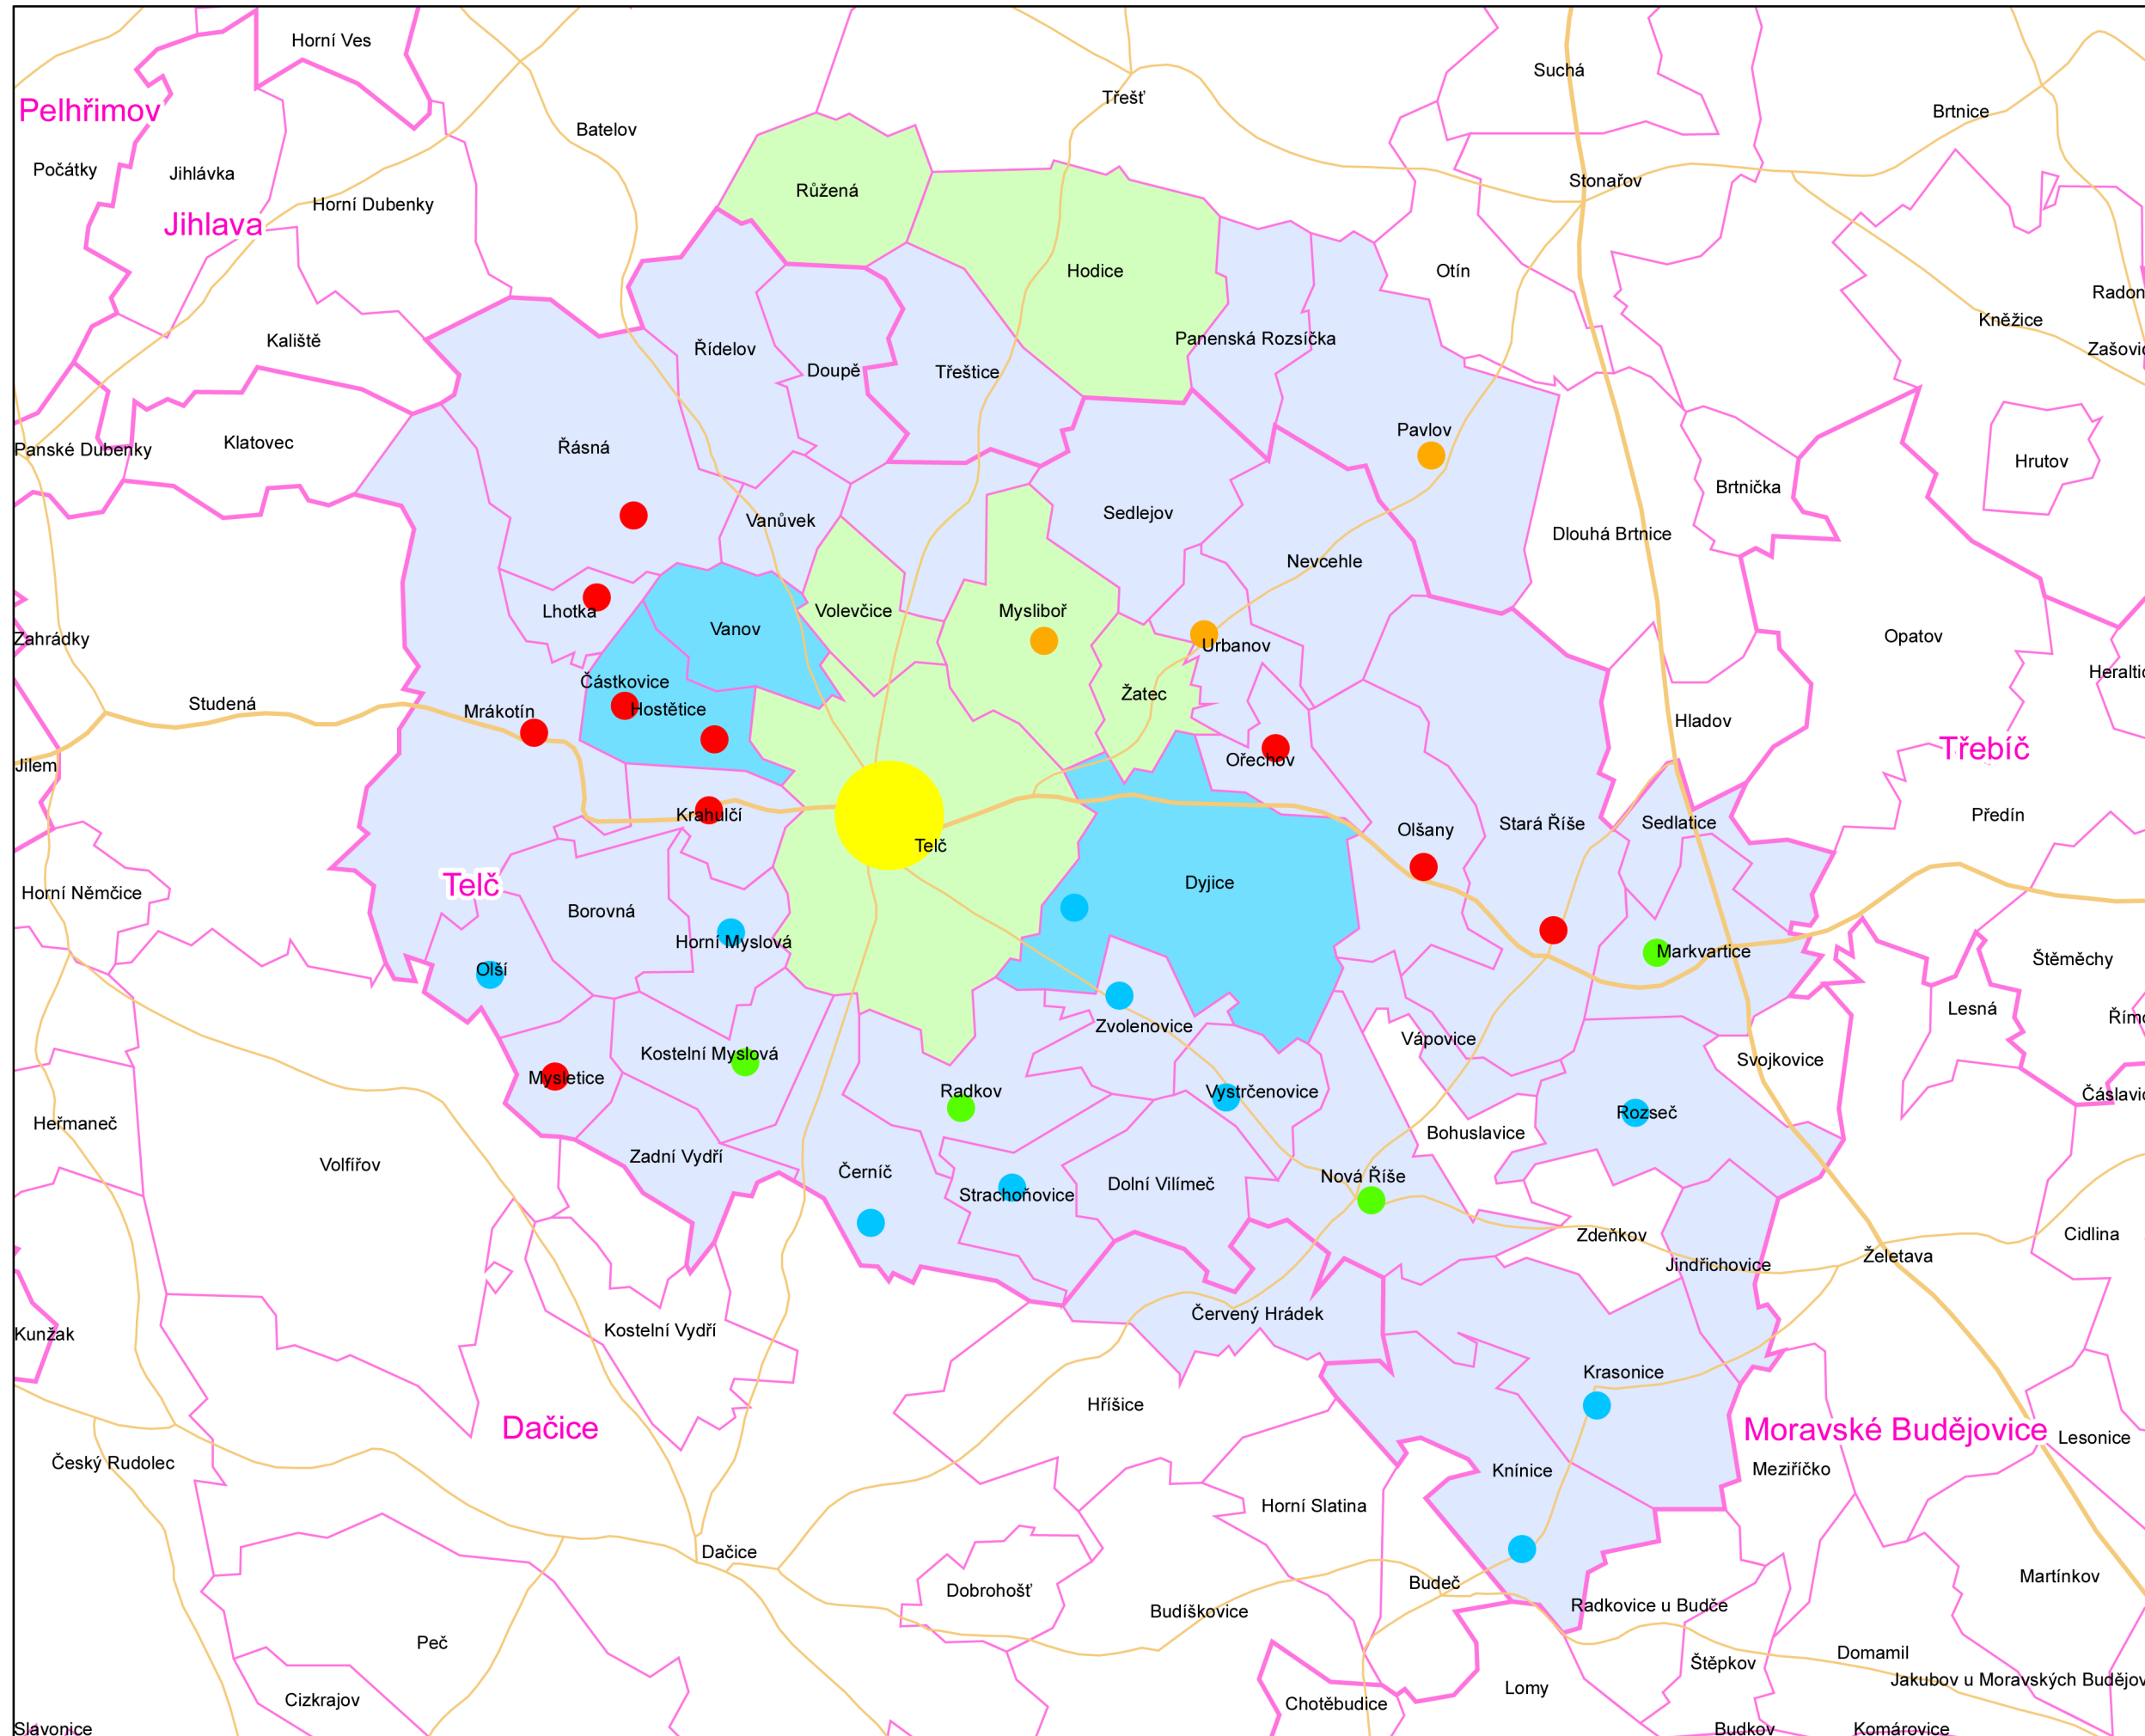 Horní Ves
Suchá
Pelhřimov
Třešť
Brtnice
Batelov
Počátky
Jihlávka
Růžená
Stonařov
Horní Dubenky
Jihlava
Hodice
Otín
Radon
Kněžice
Kaliště
Řídelov
Panenská Rozsíčka
Zašovic
Doupě
Třeštice
Panské Dubenky
Klatovec
Řásná
Pavlov
Hrutov
Brtnička
Vanůvek
Sedlejov
Dlouhá Brtnice
Nevcehle
Lhotka
Volevčice
Mysliboř
Zahrádky
Vanov
Urbanov
Opatov
Heraltic
Částkovice
Žatec
Studená
Mrákotín
Hostětice
Hladov
Třebíč
Jilem
Ořechov
Krahulčí
Předín
Olšany
Stará Říše
Sedlatice
Telč
Telč
Dyjice
Horní Němčice
Borovná
Horní Myslová
Markvartice
Štěměchy
Olší
Lesná
Římo
Zvolenovice
Vápovice
Svojkovice
Kostelní Myslová
Mysletice
Radkov
Vystrčenovice
Čáslavic
Heřmaneč
Rozseč
Bohuslavice
Volfířov
Zadní Vydří
Černíč
Strachoňovice
Dolní Vilímeč
Nová Říše
Zdeňkov
Cidlina
Jindřichovice
Želetava
Kunžak
Kostelní Vydří
Červený Hrádek
Krasonice
Hříšice
Dačice
Moravské Budějovice
Lesonice
Český Rudolec
Knínice
Meziříčko
Horní Slatina
Dačice
Dobrohošť
Budeč
Martínkov
Budíškovice
Radkovice u Budče
Peč
Štěpkov
Domamil
Jakubov u Moravských Budějov
Cizkrajov
Chotěbudice
Lomy
Slavonice
Budkov
Komárovice